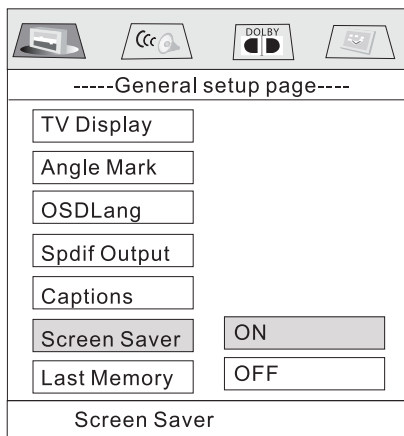 DOLBY
-----General setup page----
TV Display
Angle Mark
OSDLang
Spdif Output
Captions
Screen Saver
ON
Last Memory
OFF
Screen Saver